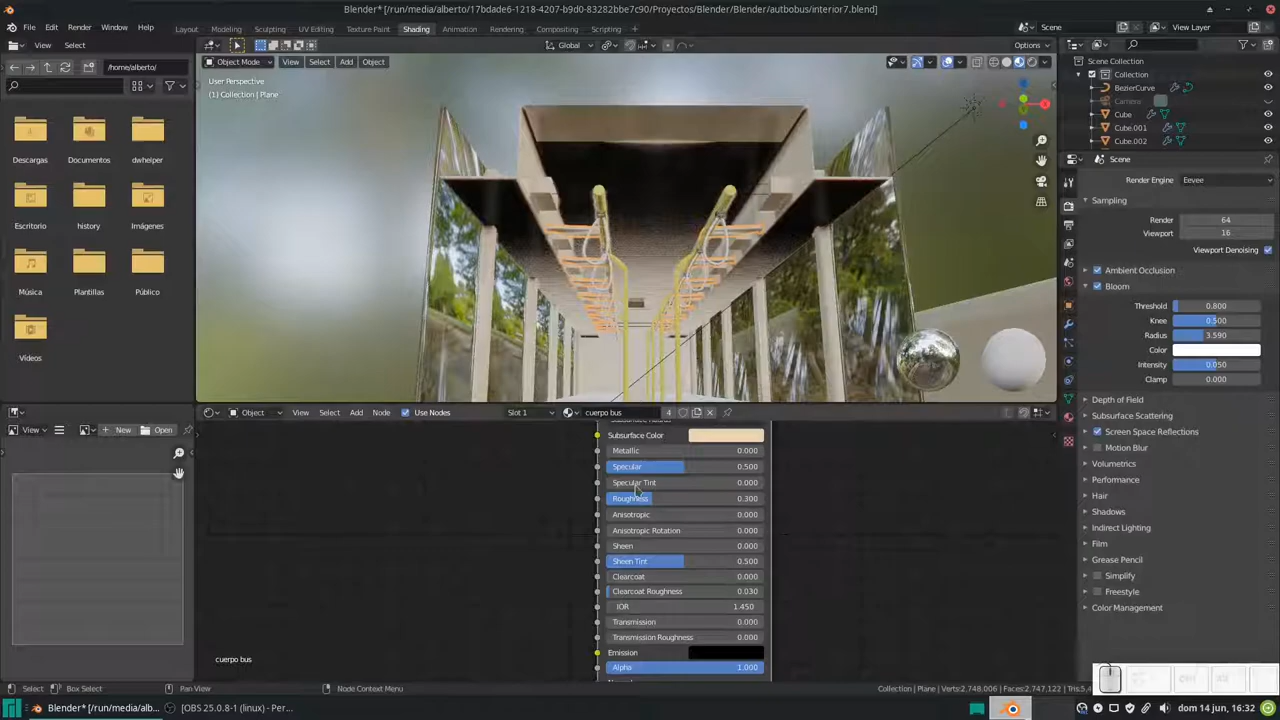 Blender* [/run/media/alberto/17bdade6-1218-4207-b9d0-83282bbe7c90/Proyectos/Blender/Blender/autbobus/interior7.blend]
File Edit Render Window Help Layout Modeling Sculpting UV Editing Texture Paint Shading Animation Rendering Compositing Scripting Scene View Layer
View Select Global Options
/home/alberto/ Object Mode View Select Add Object
User Perspective
(1) Collection | Plane
Scene Collection
Collection
BezierCurve
Camera
Cube
Cube.001
Cube.002
Descargas Documentos dwhelper
Escritorio history Imágenes
Música Plantillas Público
Vídeos
Scene
Render Engine Eevee
Sampling
Render 64
Viewport 16
Viewport Denoising
Ambient Occlusion
Bloom
Threshold 0.800
Knee 0.500
Radius 3.590
Color
Intensity 0.050
Clamp 0.000
Depth of Field
Subsurface Scattering
Screen Space Reflections
Motion Blur
Volumetrics
Performance
Hair
Shadows
Indirect Lighting
Film
Grease Pencil
Simplify
Freestyle
Color Management
Object View Select Add Node Use Nodes Slot 1 cuerpo bus 4
View New Open
Subsurface Color
Metallic 0.000
Specular 0.500
Specular Tint 0.000
Roughness 0.300
Anisotropic 0.000
Anisotropic Rotation 0.000
Sheen 0.000
Sheen Tint 0.500
Clearcoat 0.000
Clearcoat Roughness 0.030
IOR 1.450
Transmission 0.000
Transmission Roughness 0.000
Emission
Alpha 1.000
cuerpo bus
Select Box Select Pan View Node Context Menu Collection | Plane Verts:2,748,006 | Faces:2,747,122
Blender* [/run/media/alb... [OBS 25.0.8-1 (linux) - Per... dom 14 jun, 16:32